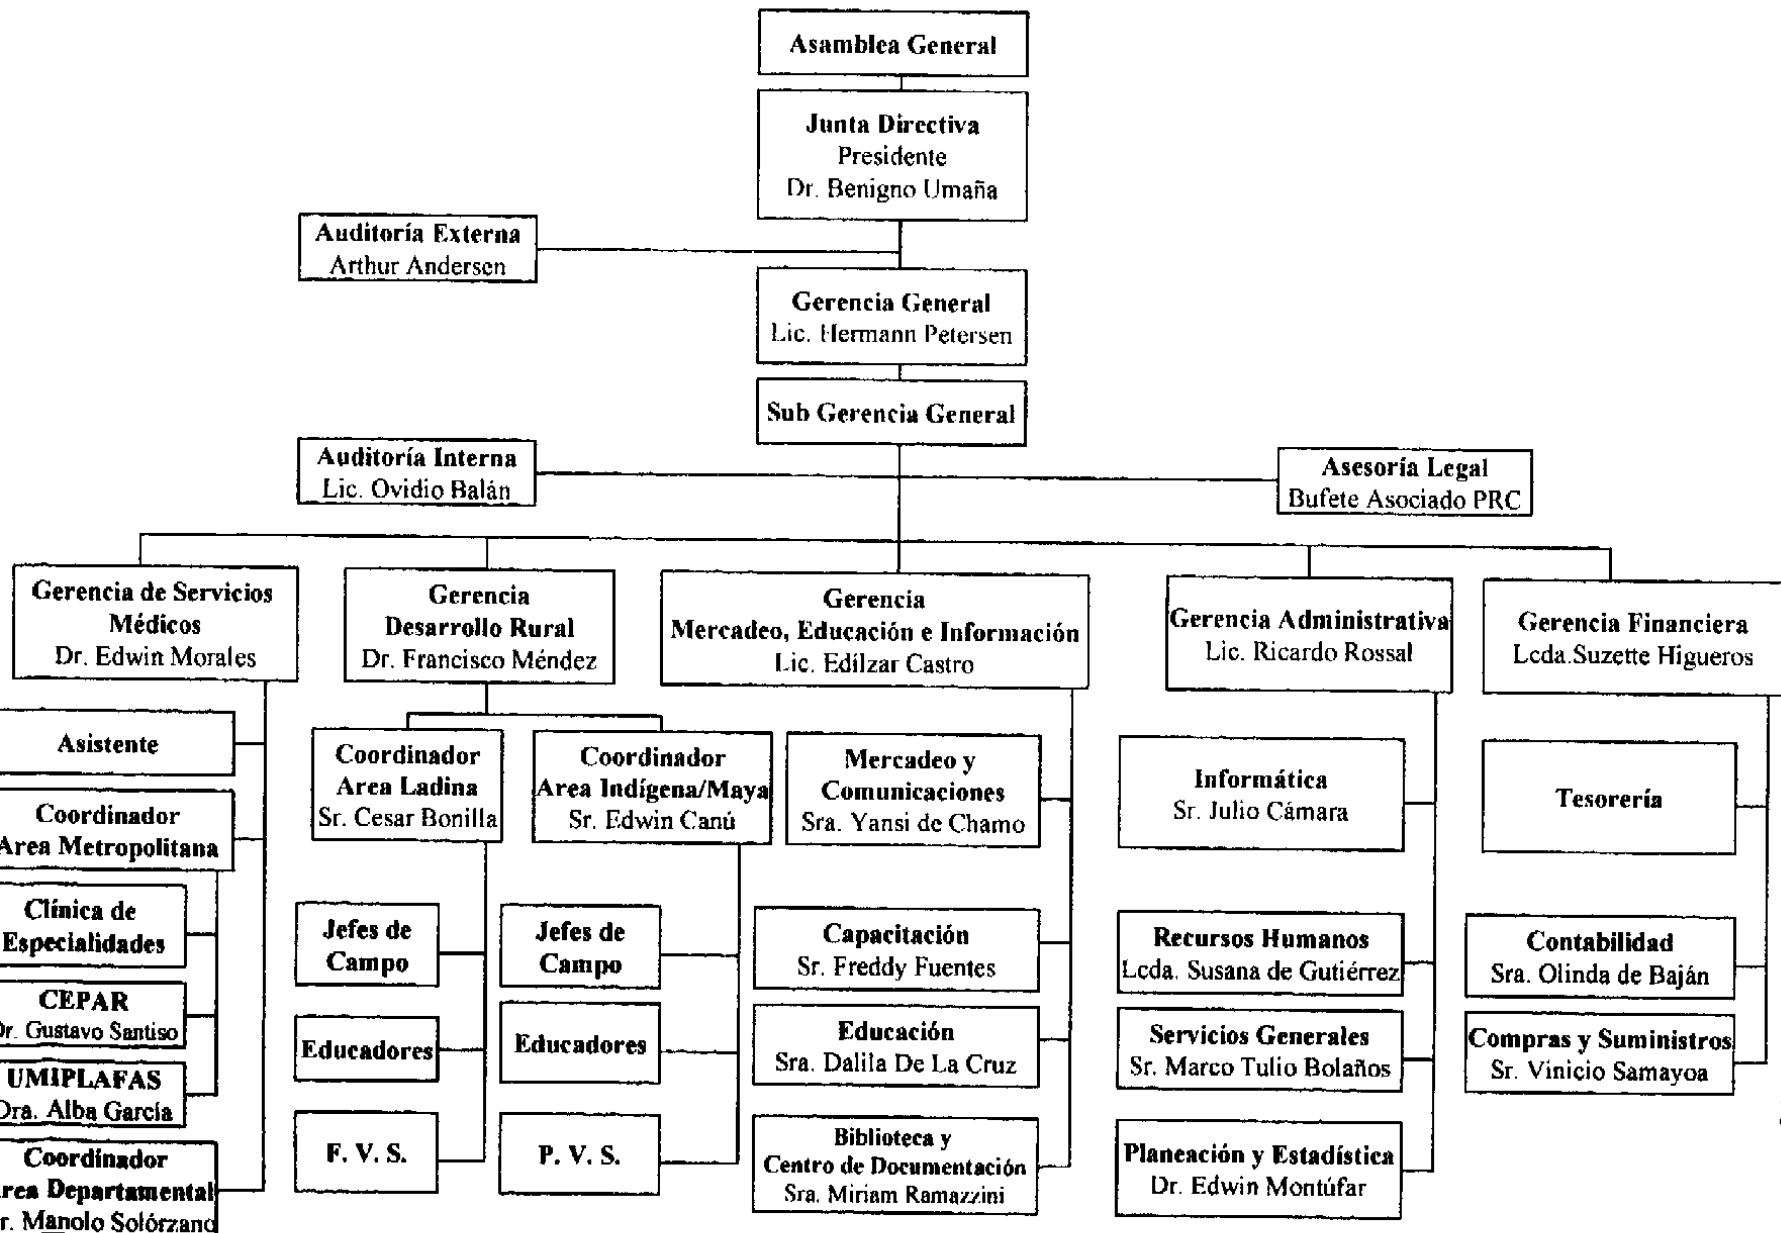 Asamblea General
Junta Directiva
Presidente
Dr. Benigno Umaña
Auditoría Externa
Arthur Andersen
Gerencia General
Lic. Hermann Petersen
Sub Gerencia General
Auditoría Interna
Lic. Ovidio Balán
Asesoría Legal
Bufete Asociado PRC
Gerencia de Servicios
Médicos
Dr. Edwin Morales
Gerencia
Desarrollo Rural
Dr. Francisco Méndez
Gerencia
Mercadeo, Educación e Información
Lic. Edílzar Castro
Gerencia Administrativa
Lic. Ricardo Rossal
Gerencia Financiera
Lcda.Suzette Higueros
Asistente
Coordinador
Area Metropolitana
Clínica de
Especialidades
CEPAR
Dr. Gustavo Santiso
UMIPLAFAS
Dra. Alba García
Coordinador
Area Departamental
Dr. Manolo Solórzano
Coordinador
Area Ladina
Sr. Cesar Bonilla
Jefes de
Campo
Educadores
F. V. S.
Coordinador
Area Indígena/Maya
Sr. Edwin Canú
Jefes de
Campo
Educadores
P. V. S.
Mercadeo y
Comunicaciones
Sra. Yansi de Chamo
Capacitación
Sr. Freddy Fuentes
Educación
Sra. Dalila De La Cruz
Biblioteca y
Centro de Documentación
Sra. Miriam Ramazzini
Informática
Sr. Julio Cámara
Recursos Humanos
Lcda. Susana de Gutiérrez
Servicios Generales
Sr. Marco Tulio Bolaños
Planeación y Estadística
Dr. Edwin Montúfar
Tesorería
Contabilidad
Sra. Olinda de Baján
Compras y Suministros
Sr. Vinicio Samayoa